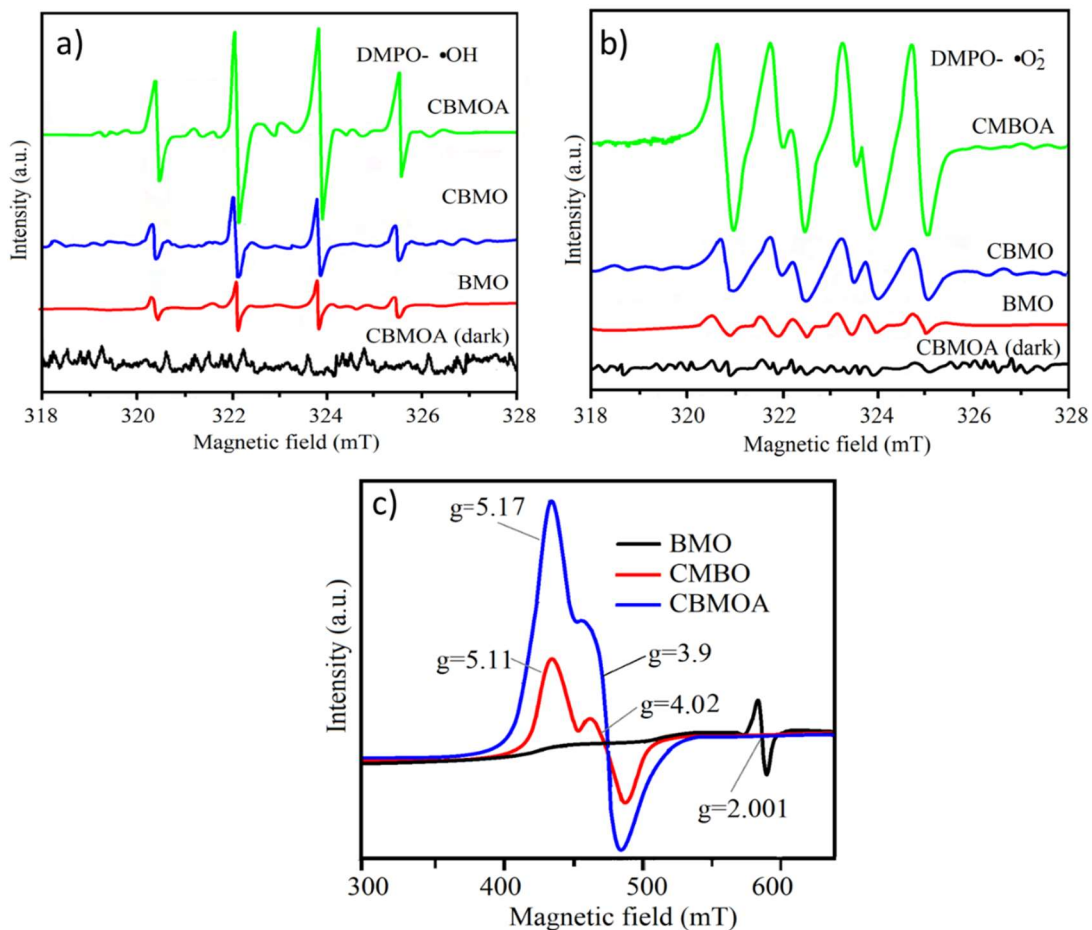 a)
DMPO- •OH
CBMOA
CBMO
BMO
CBMOA (dark)
Intensity (a.u.)
318 320 322 324 326 328
Magnetic field (mT)
b)
DMPO- •O₂⁻
CMBOA
CBMO
BMO
CBMOA (dark)
Intensity (a.u.)
318 320 322 324 326 328
Magnetic field (mT)
c)
g=5.17
BMO
CMBO
CBMOA
g=5.11
g=3.9
g=4.02
g=2.001
Intensity (a.u.)
300 400 500 600
Magnetic field (mT)